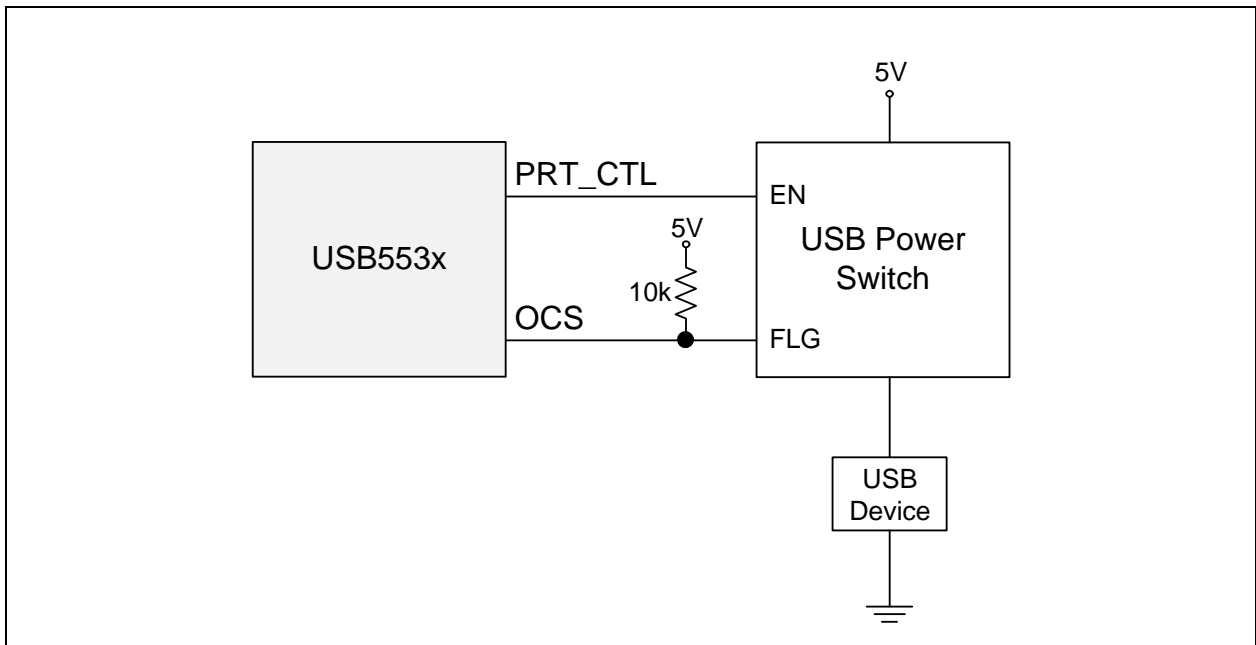 5V
PRT_CTL
EN
5V
USB553x
USB Power
Switch
10k
OCS
FLG
USB
Device